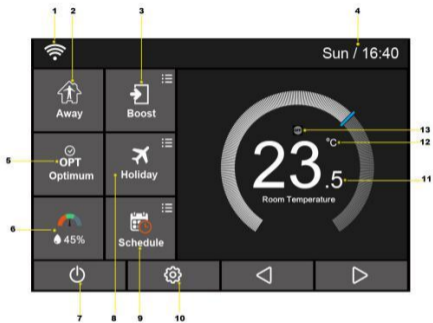 1
2
3
4
Sun / 16:40
Away
Boost
13
°C
12
5
OPT
Optimum
Holiday
23.5
11
Room Temperature
6
45%
Schedule
7
8
9
10